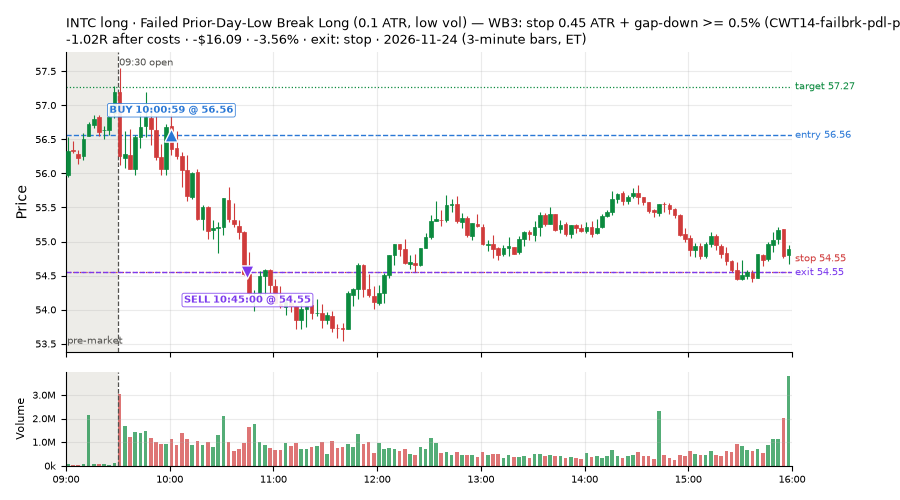 INTC long · Failed Prior-Day-Low Break Long (0.1 ATR, low vol) — WB3: stop 0.45 ATR + gap-down >= 0.5% (CWT14-failbrk-pdl-p
-1.02R after costs · -$16.09 · -3.56% · exit: stop · 2026-11-24 (3-minute bars, ET)
09:30 open
57.5
target 57.27
57.0
BUY 10:00:59 @ 56.56
entry 56.56
56.5
56.0
Price
55.5
55.0
stop 54.55
54.5
exit 54.55
SELL 10:45:00 @ 54.55
54.0
pre-market
53.5
Volume
3.0M
2.0M
1.0M
0k
09:00 10:00 11:00 12:00 13:00 14:00 15:00 16:00